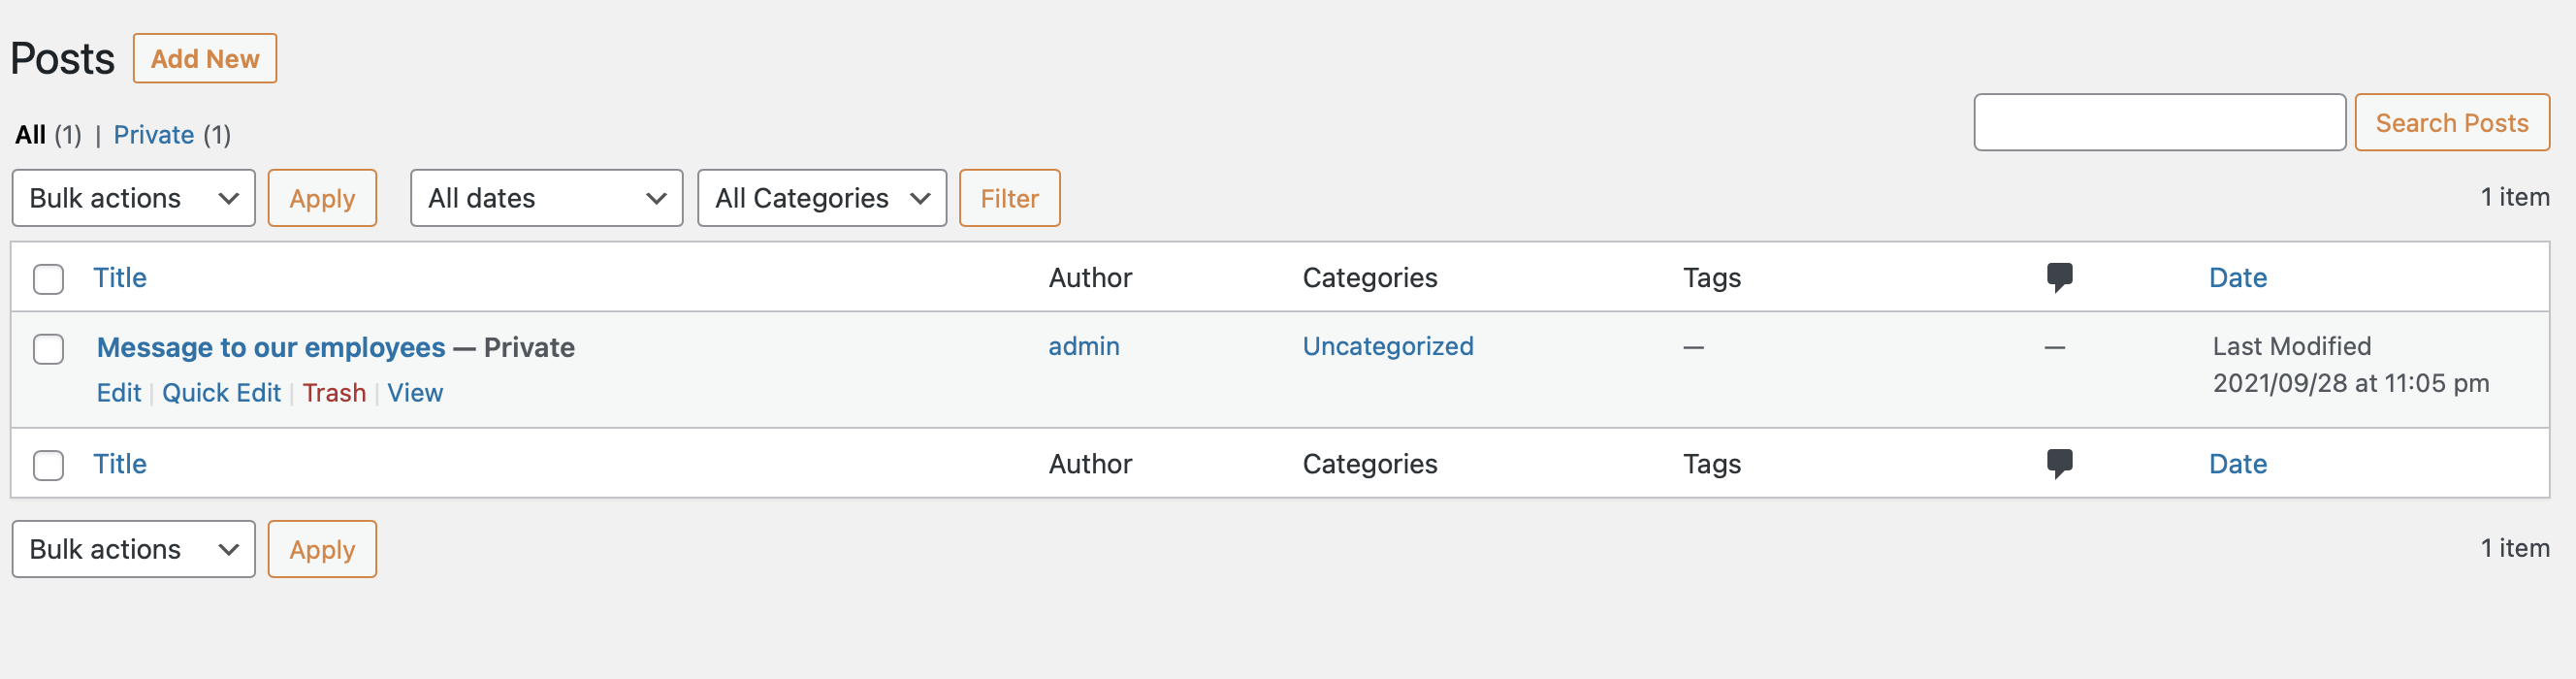 Posts Add New
Search Posts
All (1) | Private (1)
Bulk actions Apply All dates All Categories Filter 1 item
Title Author Categories Tags Date
Message to our employees — Private admin Uncategorized — — Last Modified
2021/09/28 at 11:05 pm
Edit | Quick Edit | Trash | View
Title Author Categories Tags Date
Bulk actions Apply 1 item